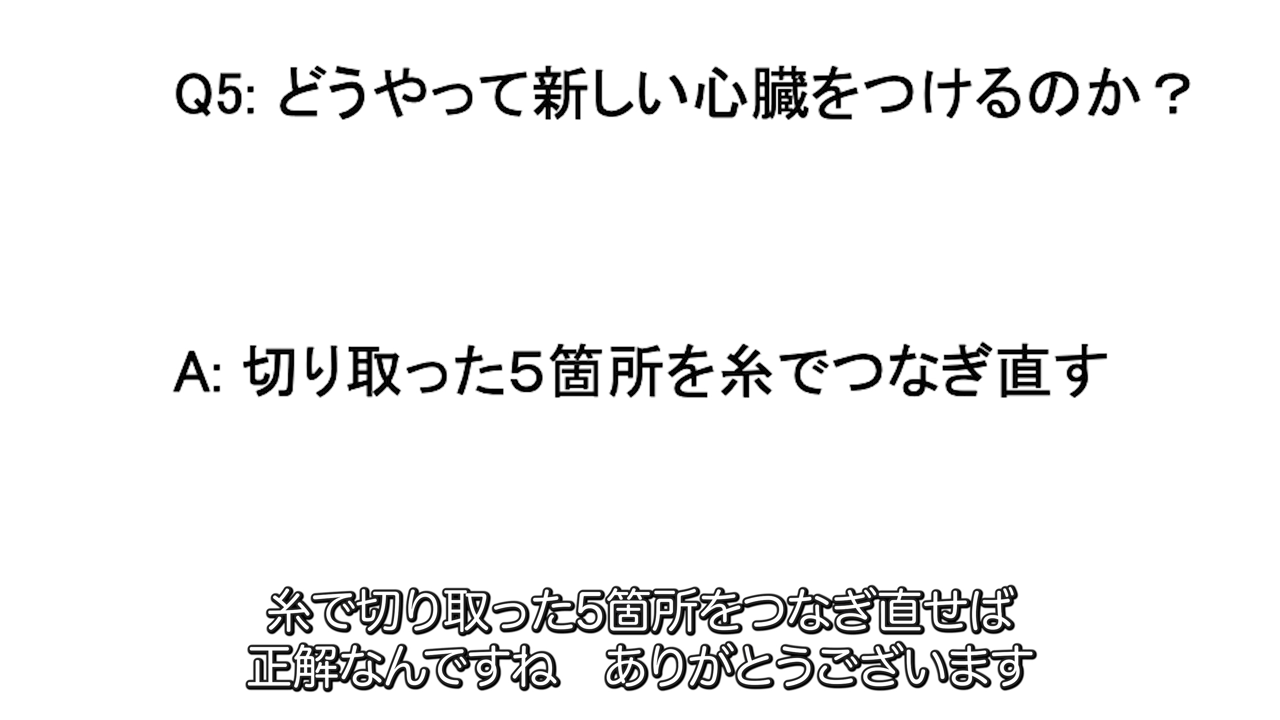 Q5: どうやって新しい心臓をつけるのか？
A: 切り取った５箇所を糸でつなぎ直す
糸で切り取った5箇所をつなぎ直せば
正解なんですね　ありがとうございます